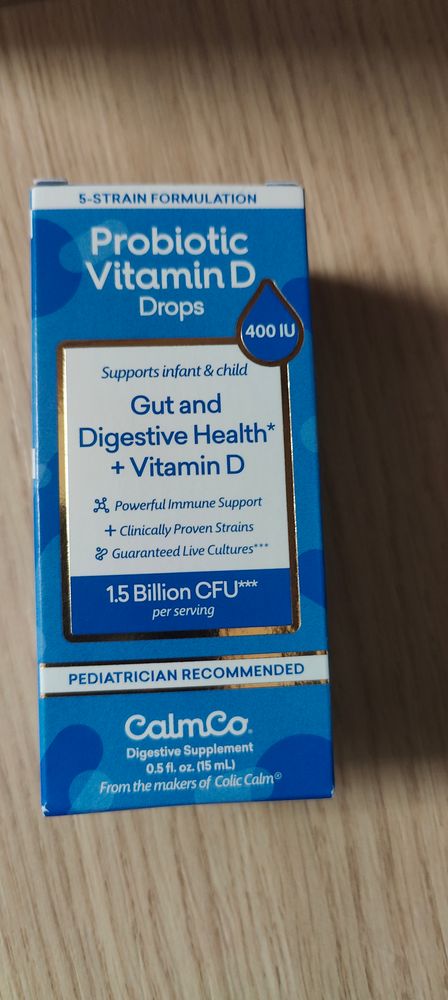 5-STRAIN FORMULATION
Probiotic
Vitamin D
Drops
400 IU
Supports infant & child
Gut and
Digestive Health*
+ Vitamin D
Powerful Immune Support
+ Clinically Proven Strains
Guaranteed Live Cultures***
1.5 Billion CFU***
per serving
PEDIATRICIAN RECOMMENDED
CalmCo®
Digestive Supplement
0.5 fl. oz. (15 mL)
From the makers of Colic Calm®